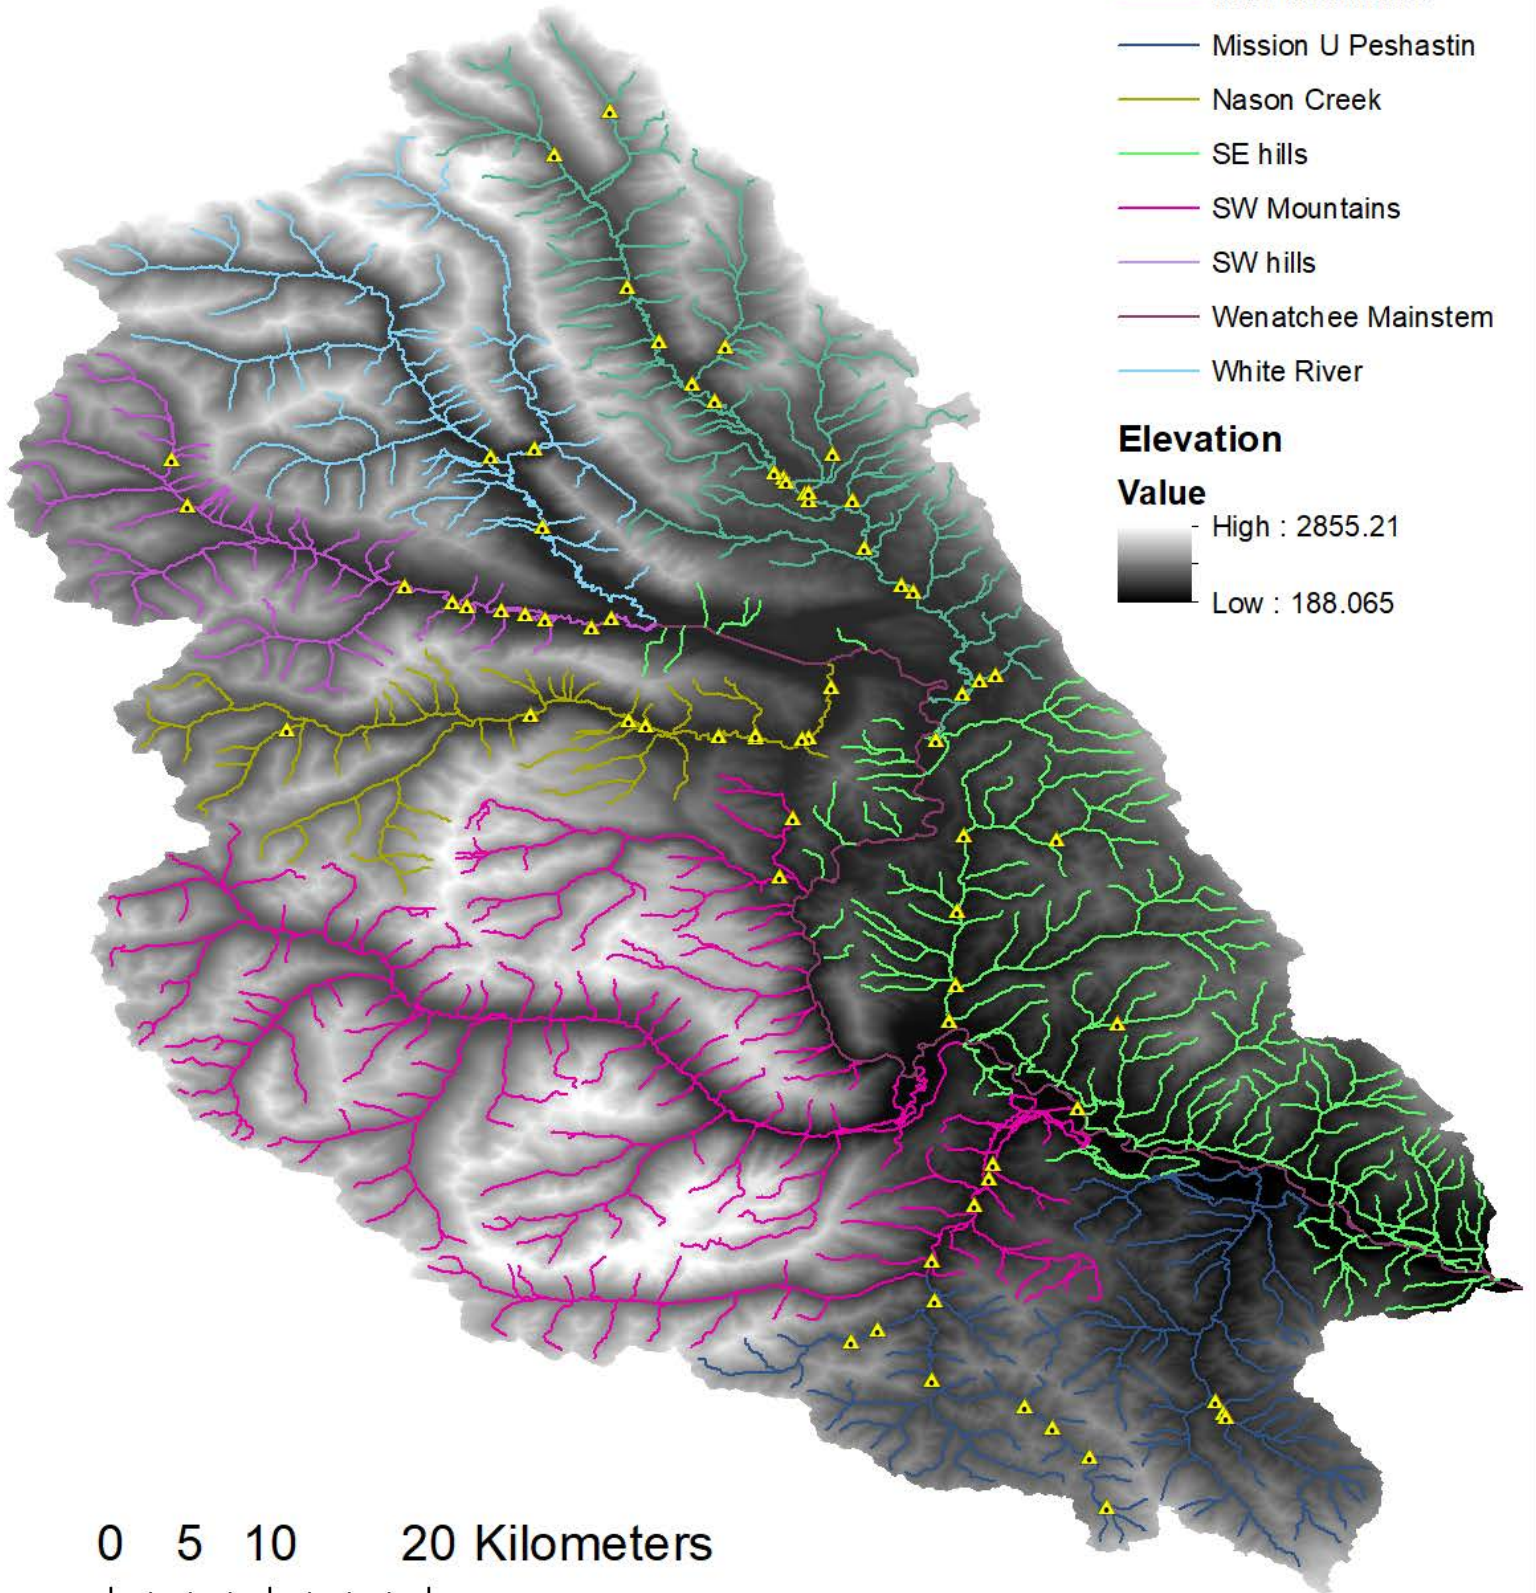 Mission U Peshastin
Nason Creek
SE hills
SW Mountains
SW hills
Wenatchee Mainstem
White River
Elevation
Value
High : 2855.21
Low : 188.065
0 5 10 20 Kilometers